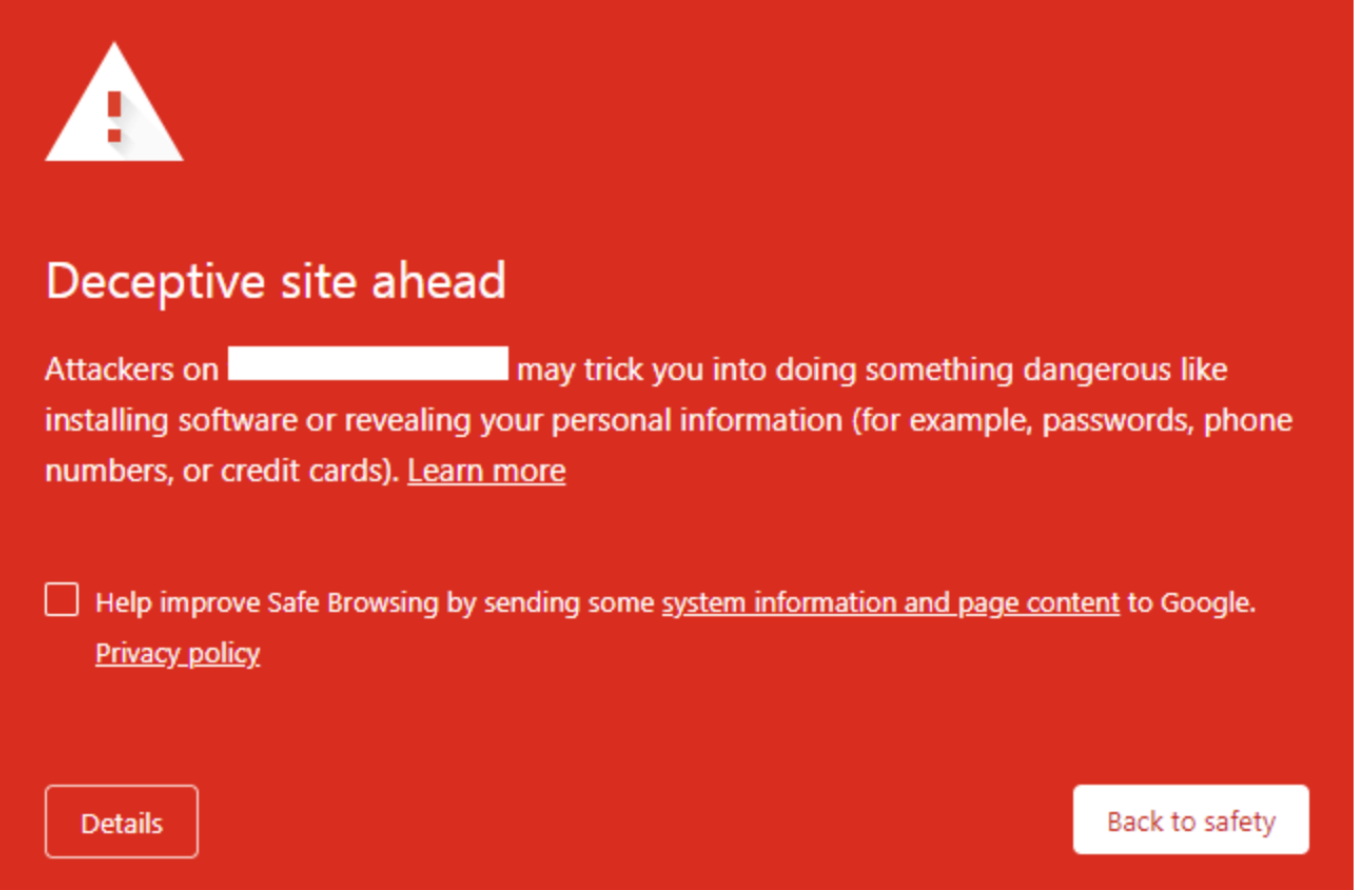 Deceptive site ahead
Attackers on may trick you into doing something dangerous like
installing software or revealing your personal information (for example, passwords, phone
numbers, or credit cards). Learn more
Help improve Safe Browsing by sending some system information and page content to Google.
Privacy policy
Details
Back to safety